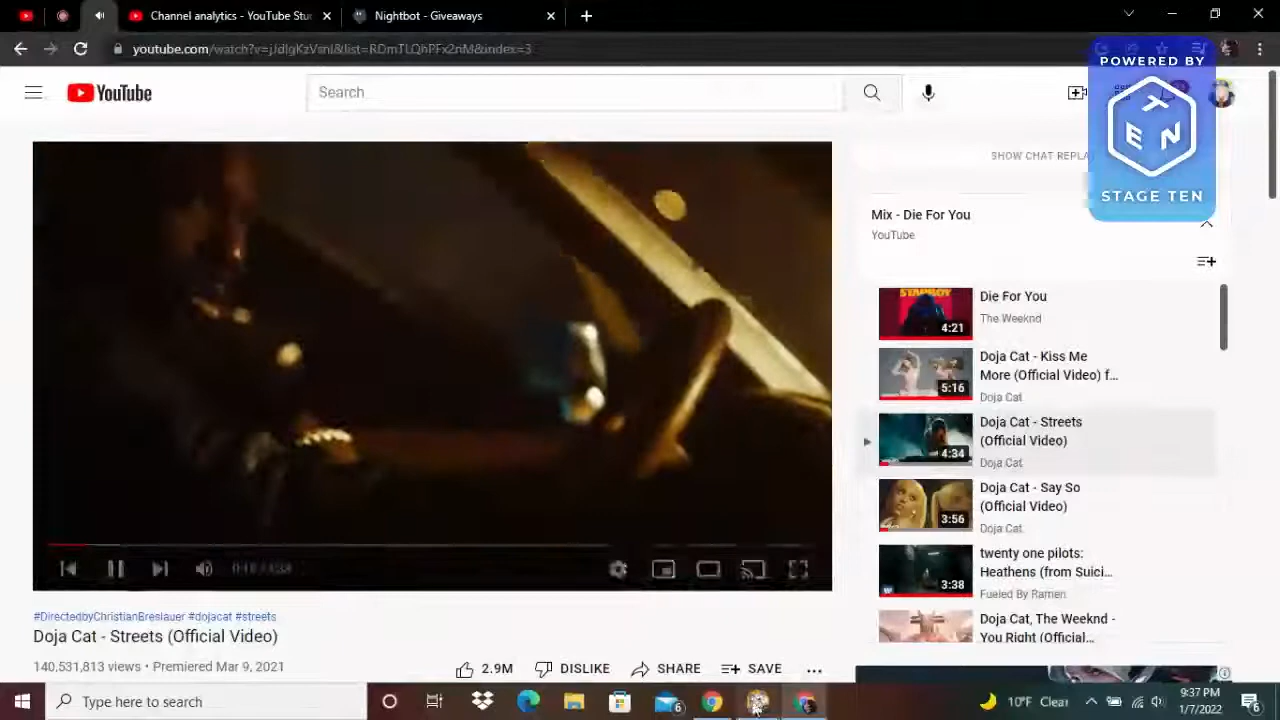 Channel analytics - YouTube Stu
Nightbot - Giveaways
POWERED BY
TEN
STAGE TEN
YouTube
Search
SHOW CHAT REPLA
Mix - Die For You
YouTube
STARBOY
4:21
Die For You
The Weeknd
5:16
Doja Cat - Kiss Me
More (Official Video) f...
Doja Cat
4:34
Doja Cat - Streets
(Official Video)
Doja Cat
3:56
Doja Cat - Say So
(Official Video)
Doja Cat
3:38
twenty one pilots:
Heathens (from Suici...
Fueled By Ramen
Doja Cat, The Weeknd -
You Right (Official...
#DirectedbyChristianBreslauer #dojacat #streets
Doja Cat - Streets (Official Video)
140,531,813 views • Premiered Mar 9, 2021
2.9M
DISLIKE
SHARE
SAVE
Type here to search
6
10°F Clear
9:37 PM
1/7/2022
6